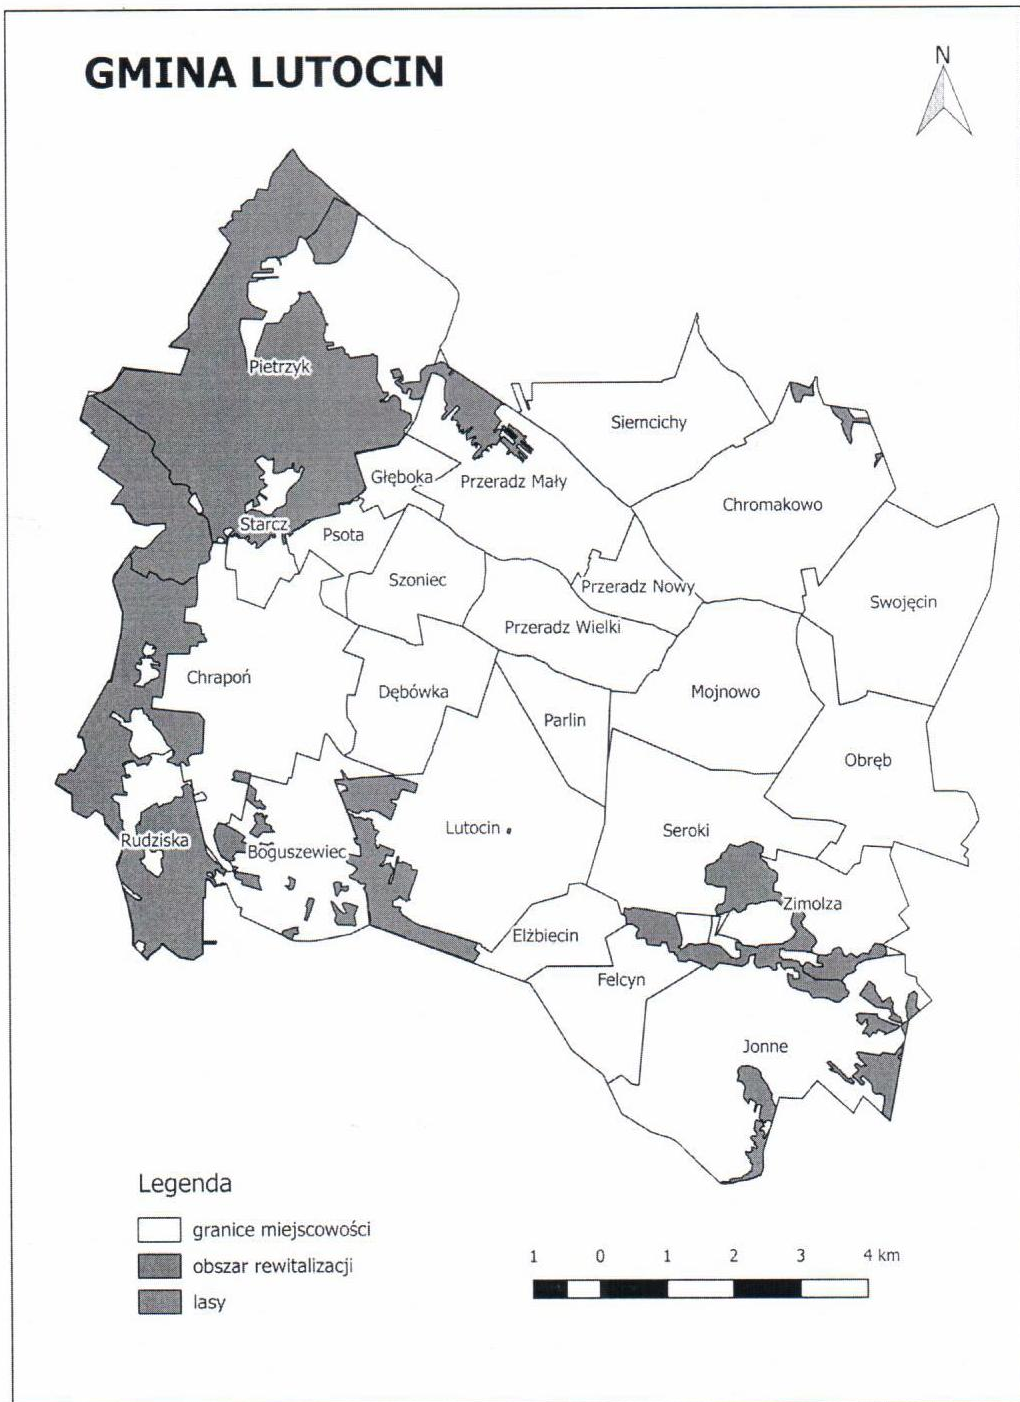 GMINA LUTOCIN
N
Pietrzyk
Siemcichy
Głęboka
Przeradz Mały
Chromakowo
Starcz
Psota
Szoniec
Przeradz Nowy
Swojęcin
Przeradz Wielki
Chrapoń
Dębówka
Mojnowo
Parlin
Obręb
Lutocin
Seroki
Rudziska
Boguszewiec
Zimolza
Elżbiecin
Felcyn
Jonne
Legenda
granice miejscowości
obszar rewitalizacji
lasy
1 0 1 2 3 4 km